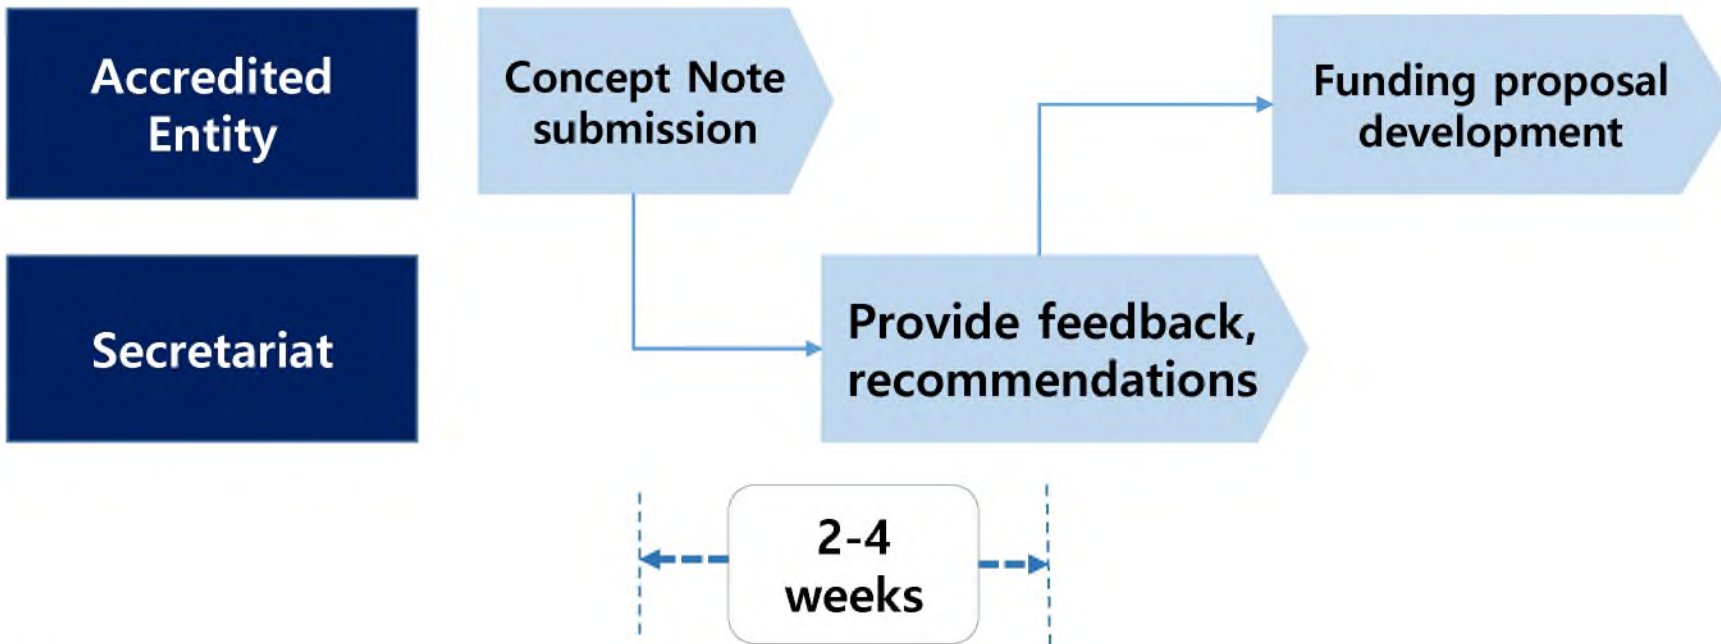 Accredited
Entity
Concept Note
submission
Funding proposal
development
Secretariat
Provide feedback,
recommendations
2-4
weeks